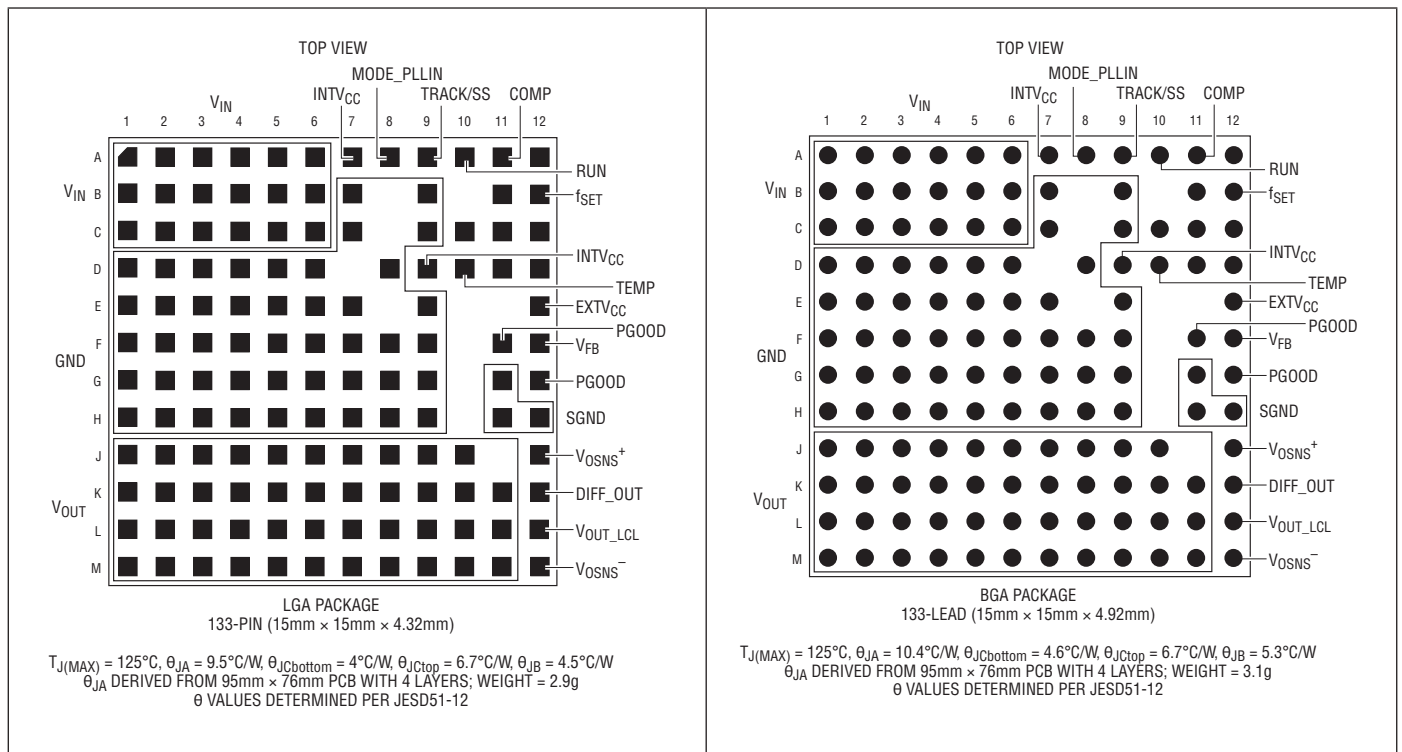 TOP VIEW
MODE_PLLIN
INTVCC TRACK/SS COMP
VIN
1 2 3 4 5 6 7 8 9 10 11 12
A
RUN
VIN B
fSET
C
INTVCC
D
TEMP
E
EXTVCC
PGOOD
F
VFB
GND
G
PGOOD
H
SGND
J
VOSNS+
K
DIFF_OUT
VOUT
L
VOUT_LCL
M
VOSNS–
LGA PACKAGE
133-PIN (15mm × 15mm × 4.32mm)
TJ(MAX) = 125°C, θJA = 9.5°C/W, θJCbottom = 4°C/W, θJCtop = 6.7°C/W, θJB = 4.5°C/W
θJA DERIVED FROM 95mm × 76mm PCB WITH 4 LAYERS; WEIGHT = 2.9g
θ VALUES DETERMINED PER JESD51-12
TOP VIEW
MODE_PLLIN
INTVCC TRACK/SS COMP
VIN
1 2 3 4 5 6 7 8 9 10 11 12
A
RUN
VIN B
fSET
C
INTVCC
D
TEMP
E
EXTVCC
PGOOD
F
VFB
GND
G
PGOOD
H
SGND
J
VOSNS+
K
DIFF_OUT
VOUT
L
VOUT_LCL
M
VOSNS–
BGA PACKAGE
133-LEAD (15mm × 15mm × 4.92mm)
TJ(MAX) = 125°C, θJA = 10.4°C/W, θJCbottom = 4.6°C/W, θJCtop = 6.7°C/W, θJB = 5.3°C/W
θJA DERIVED FROM 95mm × 76mm PCB WITH 4 LAYERS; WEIGHT = 3.1g
θ VALUES DETERMINED PER JESD51-12